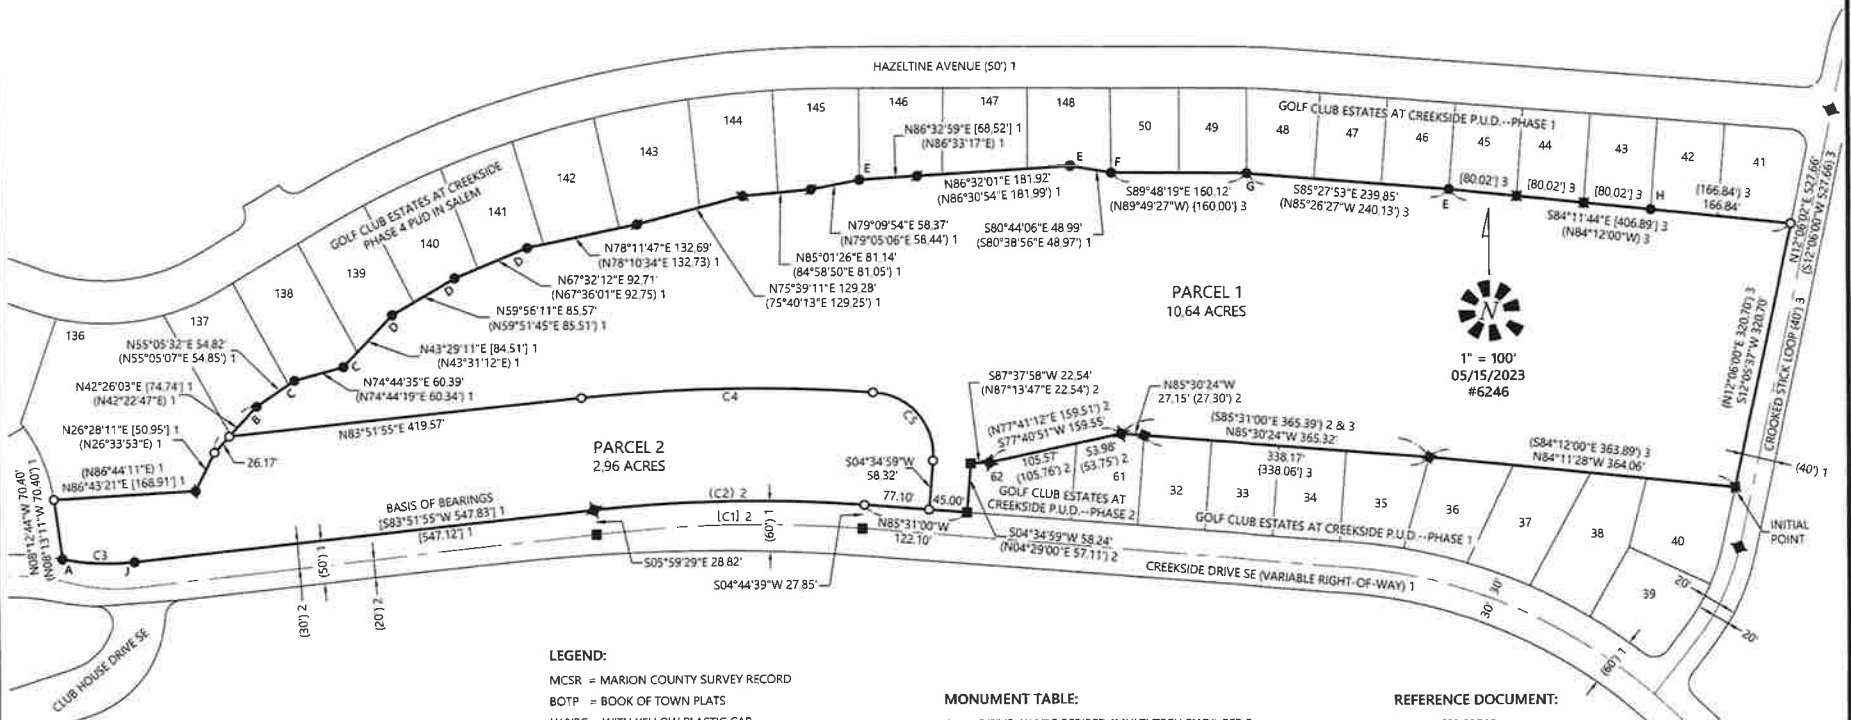 HAZELTINE AVENUE (50') 1
GOLF CLUB ESTATES AT CREEKSIDE P.U.D.--PHASE 1
GOLF CLUB ESTATES AT CREEKSIDE
PHASE 4 PUD IN SALEM
136
137
138
139
140
141
142
143
144
145
146
147
148
50
49
48
47
46
45
44
43
42
41
N86°32'59"E [68.52'] 1
(N86°33'17"E) 1
E
E
F
G
E
H
N86°32'01"E 181.92'
(N86°30'54"E 181.99') 1
S89°48'19"E 160.12'
(N89°49'27"W) {160.00'} 3
S85°27'53"E 239.85'
(N85°26'27"W 240.13') 3
[80.02'] 3
[80.02'] 3
[80.02'] 3
(166.84') 3
166.84'
S84°11'44"E [406.89'] 3
(N84°12'00"W) 3
N12°06'02"E 527.66'
(S12°06'00"W 527.66) 3
N79°09'54"E 58.37'
(N79°05'06"E 58.44') 1
S80°44'06"E 48.99'
(S80°38'56"E 48.97') 1
N85°01'26"E 81.14'
(84°58'50"E 81.05') 1
N75°39'11"E 129.28'
(75°40'13"E 129.25') 1
N78°11'47"E 132.69'
(N78°10'34"E 132.73) 1
N67°32'12"E 92.71'
(N67°36'01"E 92.75) 1
N59°56'11"E 85.57'
(N59°51'45"E 85.51') 1
N43°29'11"E [84.51'] 1
(N43°31'12"E) 1
N74°44'35"E 60.39'
(N74°44'19"E 60.34') 1
N55°05'32"E 54.82'
(N55°05'07"E 54.85') 1
N42°26'03"E [74.74'] 1
(N42°22'47"E) 1
N26°28'11"E [50.95'] 1
(N26°33'53"E) 1
(N86°44'11"E) 1
N86°43'21"E [168.91'] 1
D
D
D
C
C
B
26.17'
PARCEL 1
10.64 ACRES
N
1" = 100'
05/15/2023
#6246
(N12°06'00"E 320.70') 3
S12°05'37"W 320.70'
CROOKED STICK LOOP (40') 3
(40') 1
N83°51'55"E 419.57'
C4
C5
PARCEL 2
2.96 ACRES
S87°37'58"W 22.54'
(N87°13'47"E 22.54') 2
N85°30'24"W
27.15' (27.30') 2
(N77°41'12"E 159.51') 2
S77°40'51"W 159.55'
105.57'
(105.76') 2
53.98'
(53.75') 2
(S85°31'00"E 365.39') 2 & 3
N85°30'24"W 365.32'
338.17'
{338.06'} 3
(S84°12'00"E 363.89') 3
N84°11'28"W 364.06'
S04°34'59"W
58.32'
77.10'
45.00'
N85°31'00"W
122.10'
62
61
32
33
34
35
36
37
38
39
40
GOLF CLUB ESTATES AT
CREEKSIDE P.U.D.--PHASE 2
GOLF CLUB ESTATES AT CREEKSIDE P.U.D.--PHASE 1
INITIAL
POINT
N08°12'44"W 70.40'
(N08°13'11"W 70.40') 1
A
C3
J
BASIS OF BEARINGS
[S83°51'55"W 547.83'] 1
(547.12') 1
(C2) 2
[C1] 2
(60') 1
(50') 1
(30') 2
(20') 2
S05°59'29"E 28.82'
S04°44'39"W 27.85'
S04°34'59"W 58.24'
(N04°29'00"E 57.11') 2
CREEKSIDE DRIVE SE (VARIABLE RIGHT-OF-WAY) 1
30'
30'
20'
20'
(60') 1
CLUB HOUSE DRIVE SE
LEGEND:
MCSR = MARION COUNTY SURVEY RECORD
BOTP = BOOK OF TOWN PLATS
MONUMENT TABLE:
REFERENCE DOCUMENT: